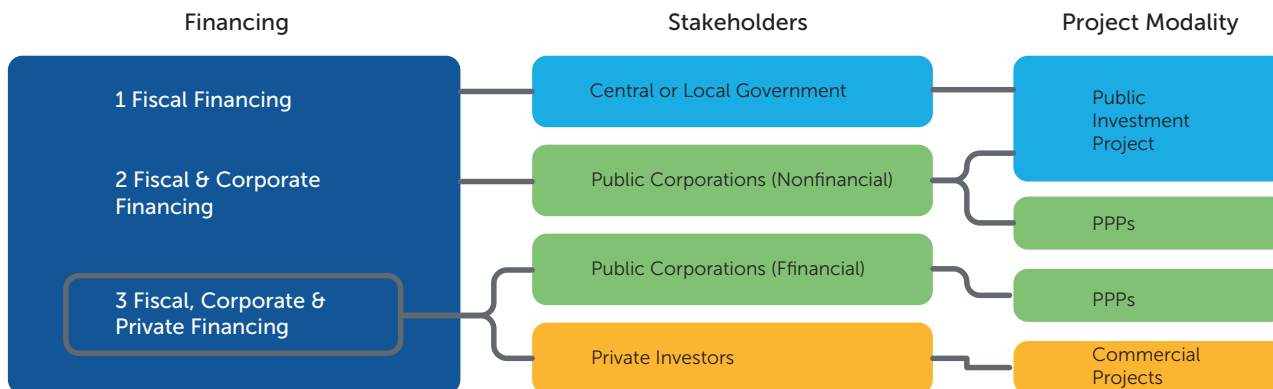 Financing
Stakeholders
Project Modality
1 Fiscal Financing
Central or Local Government
Public
Investment
Project
2 Fiscal & Corporate
Financing
Public Corporations (Nonfinancial)
PPPs
Public Corporations (Ffinancial)
3 Fiscal, Corporate &
Private Financing
PPPs
Private Investors
Commercial
Projects